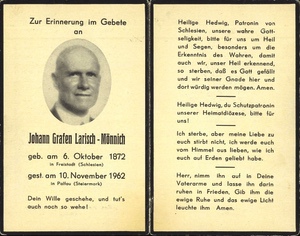 Zur Erinnerung im Gebete
an
Johann Grafen Larisch-Mönnich
geb. am 6. Oktober 1872
in Freistadt (Schlesien)
gest. am 10. November 1962
in Pallau (Steiermark)
Dein Wille geschehe, und tut's
auch noch so wehe!
Heilige Hedwig, Patronin von
Schlesien, unsere wahre Gott-
seligkeit, bitte für uns um Heil
und Segen, besonders um die
Erkenntnis des Wahren, damit
auch wir, unser Heil erkennend,
so sterben, daß es Gott gefällt
und wir seiner Gnade hier und
dort würdig werden mögen. Amen.
Heilige Hedwig, du Schutzpatronin
unserer Heimatdiözese, bitte für
uns!
Ich sterbe, aber meine Liebe zu
euch stirbt nicht, ich werde euch
vom Himmel aus lieben, wie ich
euch auf Erden geliebt habe.
Herr, nimm ihn auf in Deine
Vaterarme und lasse ihn darin
ruhen in Frieden, Gib ihm die
ewige Ruhe und das ewige Licht
leuchte ihm Amen.